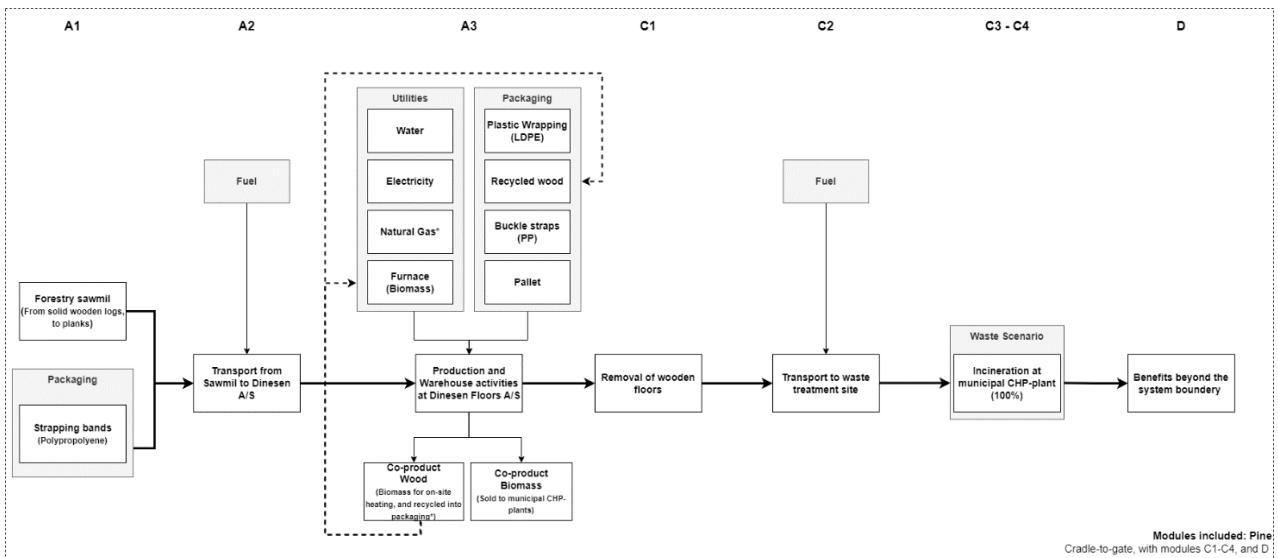 A1
A2
A3
C1
C2
C3 - C4
D
Utilities
Water
Electricity
Natural Gas*
Furnace
(Biomass)
Packaging
Plastic Wrapping
(LDPE)
Recycled wood
Buckle straps
(PP)
Pallet
Fuel
Fuel
Forestry sawmil
(From solid wooden logs,
to planks)
Packaging
Strapping bands
(Polypropolyene)
Transport from
Sawmil to Dinesen
A/S
Production and
Warehouse activities
at Dinesen Floors A/S
Removal of wooden
floors
Transport to waste
treatment site
Waste Scenario
Incineration at
municipal CHP-plant
(100%)
Benefits beyond the
system boundery
Co-product
Wood
(Biomass for on-site
heating, and recycled into
packaging*)
Co-product
Biomass
(Sold to municipal CHP-
plants)
Modules included: Pine
Cradle-to-gate, with modules C1-C4, and D